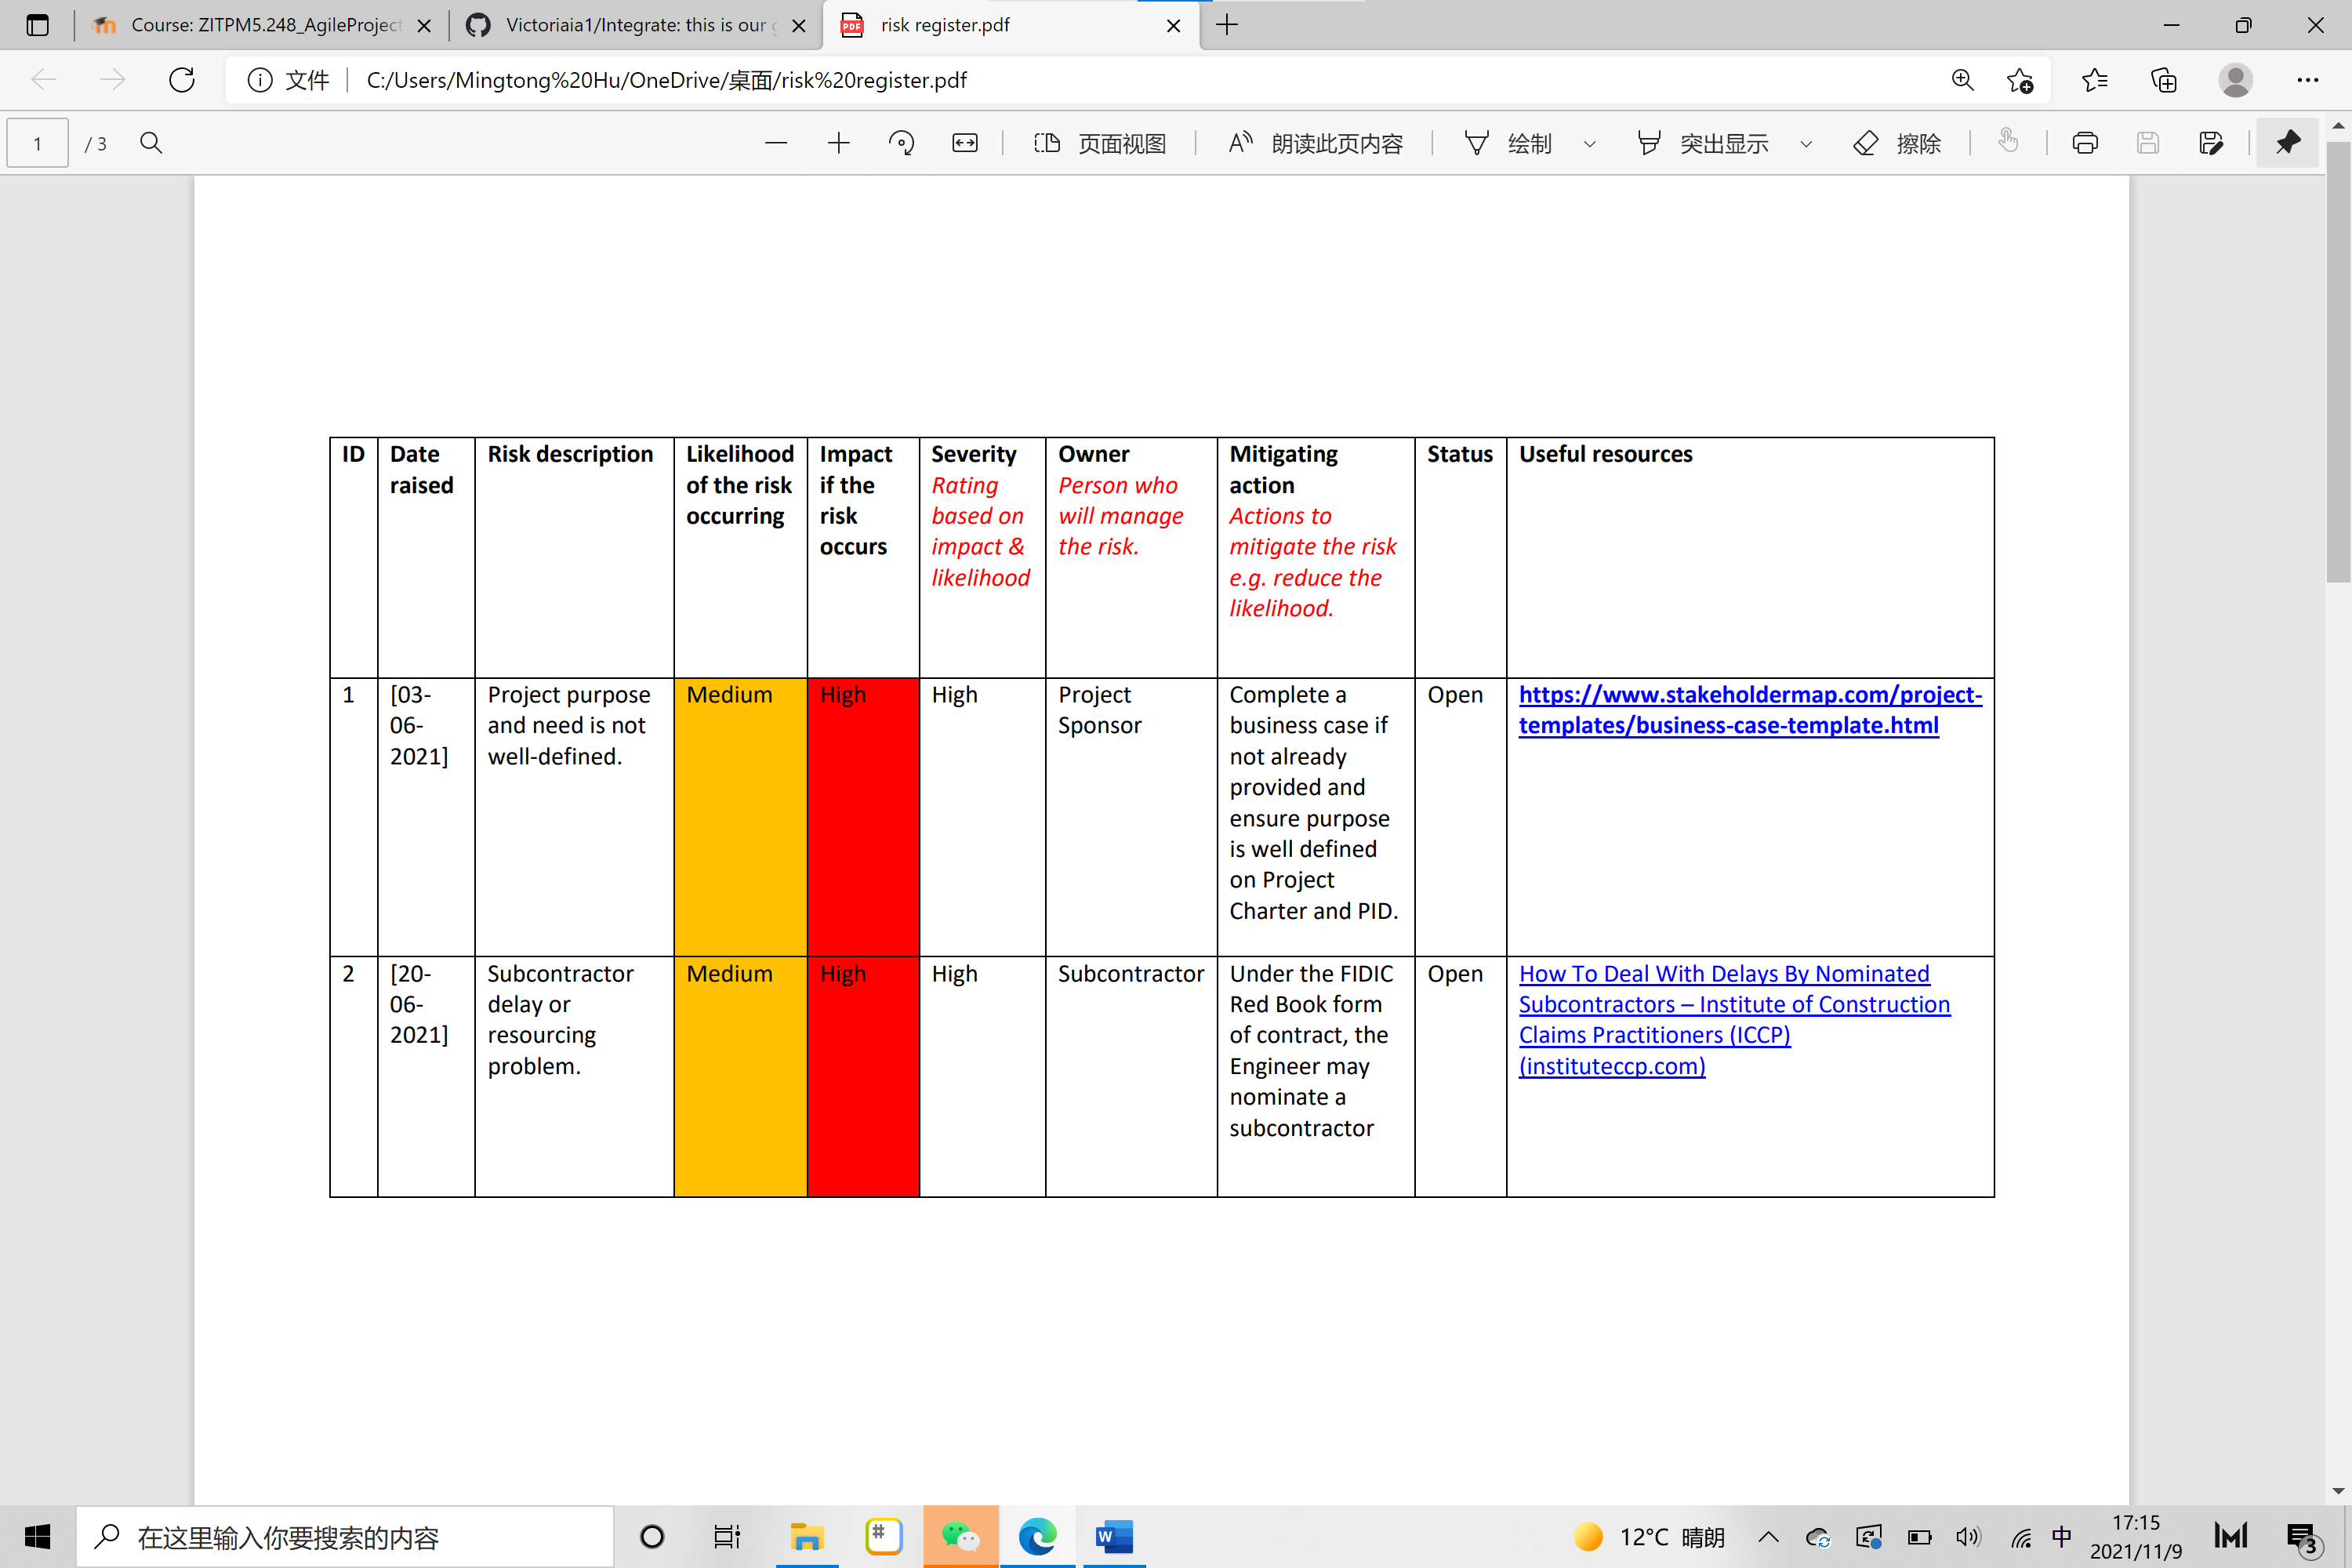 Course: ZITPM5.248_AgileProject
Victoriaia1/Integrate: this is our g
risk register.pdf
文件
C:/Users/Mingtong%20Hu/OneDrive/桌面/risk%20register.pdf
1 / 3
页面视图
朗读此页内容
绘制
突出显示
擦除
ID
Date
raised
Risk description
Likelihood
of the risk
occurring
Impact
if the
risk
occurs
Severity
Rating
based on
impact &
likelihood
Owner
Person who
will manage
the risk.
Mitigating
action
Actions to
mitigate the risk
e.g. reduce the
likelihood.
Status
Useful resources
1
[03-
06-
2021]
Project purpose
and need is not
well-defined.
Medium
High
High
Project
Sponsor
Complete a
business case if
not already
provided and
ensure purpose
is well defined
on Project
Charter and PID.
Open
https://www.stakeholdermap.com/project-
templates/business-case-template.html
2
[20-
06-
2021]
Subcontractor
delay or
resourcing
problem.
Medium
High
High
Subcontractor
Under the FIDIC
Red Book form
of contract, the
Engineer may
nominate a
subcontractor
Open
How To Deal With Delays By Nominated
Subcontractors – Institute of Construction
Claims Practitioners (ICCP)
(instituteccp.com)
在这里输入你要搜索的内容
12°C 晴朗
中
17:15
2021/11/9
3